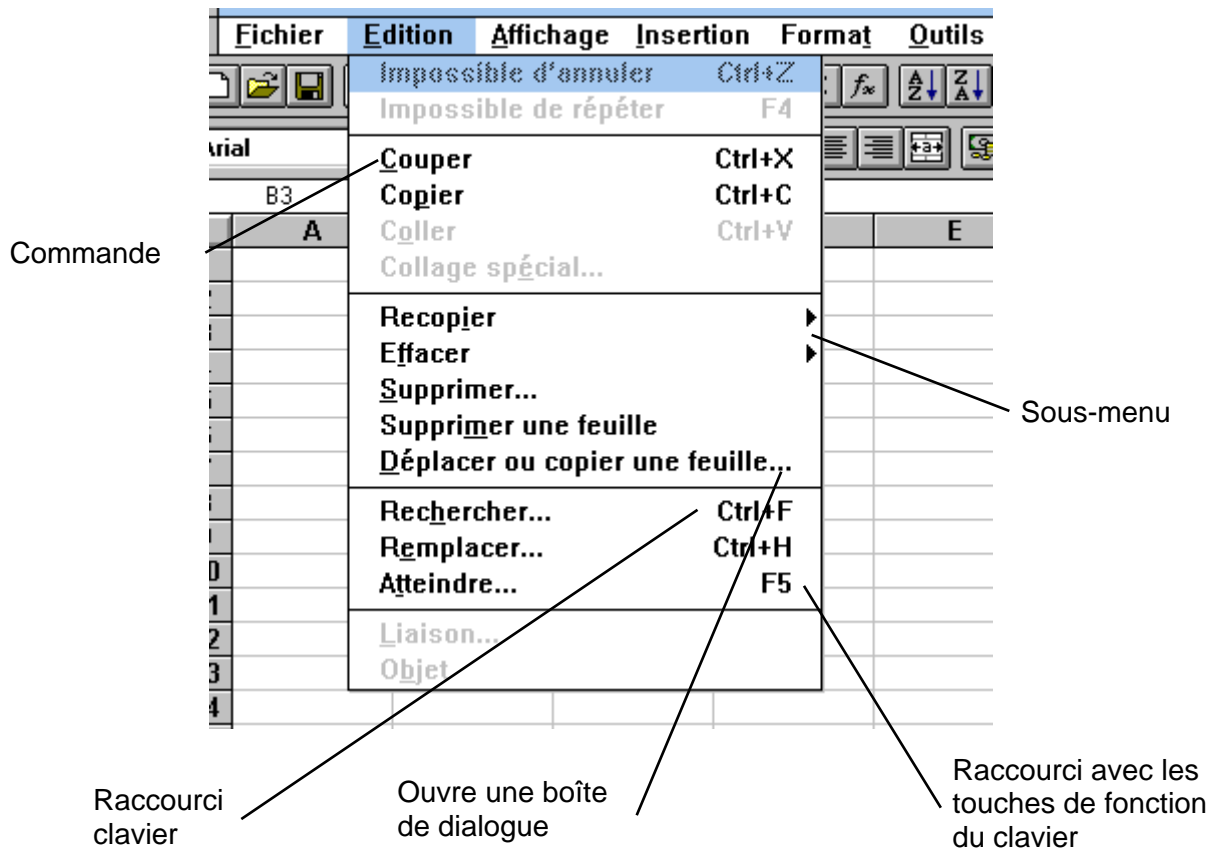 Fichier Edition Affichage Insertion Format Outils
Impossible d'annuler Ctrl+Z
Impossible de répéter F4
Arial
Couper Ctrl+X
B3
Copier Ctrl+C
A
Coller Ctrl+V
E
Commande
Collage spécial...
Recopier
Effacer
Supprimer...
Sous-menu
Supprimer une feuille
Déplacer ou copier une feuille...
Rechercher... Ctrl+F
Remplacer... Ctrl+H
Atteindre... F5
Liaison...
Objet
Raccourci
clavier
Ouvre une boîte
de dialogue
Raccourci avec les
touches de fonction
du clavier